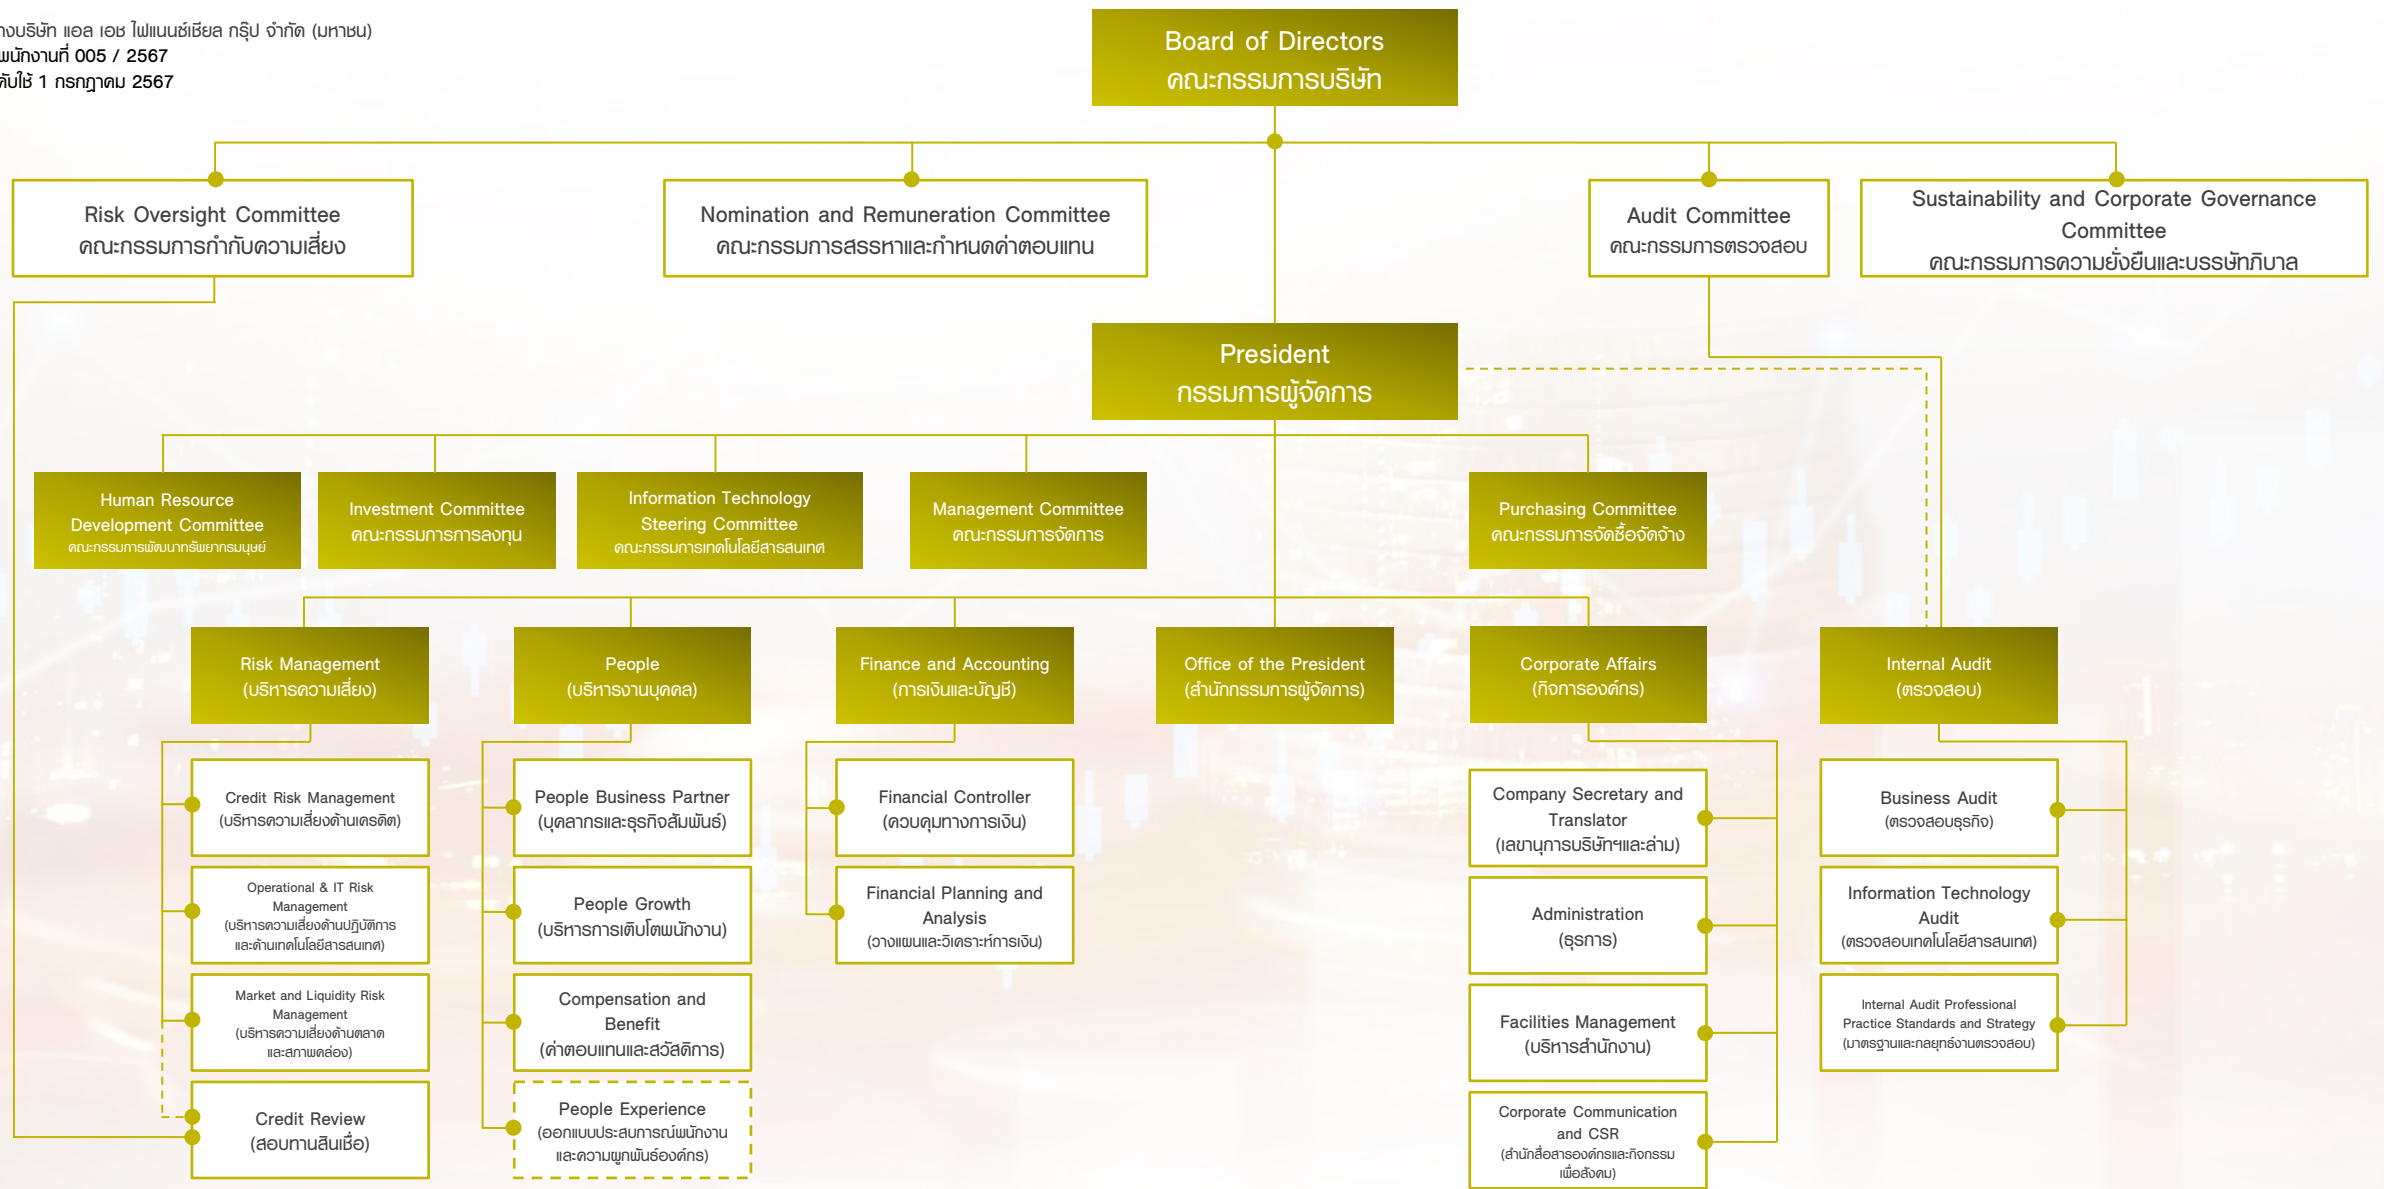 แอล เอช ไฟแนนซ์เชียล กรุ๊ป จำกัด (มหาชน)
005 / 2567
1 กรกฎาคม 2567
Board of Directors
คณะกรรมการบริษัท
Risk Oversight Committee
คณะกรรมการกำกับความเสี่ยง
Nomination and Remuneration Committee
คณะกรรมการสรรหาและกำหนดค่าตอบแทน
Audit Committee
คณะกรรมการตรวจสอบ
Sustainability and Corporate Governance
Committee
คณะกรรมการความยั่งยืนและบรรษัทภิบาล
President
กรรมการผู้จัดการ
Human Resource
Development Committee
คณะกรรมการพัฒนาทรัพยากรมนุษย์
Investment Committee
คณะกรรมการการลงทุน
Information Technology
Steering Committee
คณะกรรมการเทคโนโลยีสารสนเทศ
Management Committee
คณะกรรมการจัดการ
Purchasing Committee
คณะกรรมการจัดซื้อจัดจ้าง
Risk Management
(บริหารความเสี่ยง)
People
(บริหารงานบุคคล)
Finance and Accounting
(การเงินและบัญชี)
Office of the President
(สำนักกรรมการผู้จัดการ)
Corporate Affairs
(กิจการองค์กร)
Internal Audit
(ตรวจสอบ)
Credit Risk Management
(บริหารความเสี่ยงด้านเครดิต)
Operational & IT Risk
Management
(บริหารความเสี่ยงด้านปฏิบัติการ
และด้านเทคโนโลยีสารสนเทศ)
Market and Liquidity Risk
Management
(บริหารความเสี่ยงด้านตลาด
และสภาพคล่อง)
Credit Review
(สอบทานสินเชื่อ)
People Business Partner
(บุคลากรและธุรกิจสัมพันธ์)
People Growth
(บริหารการเติบโตพนักงาน)
Compensation and
Benefit
(ค่าตอบแทนและสวัสดิการ)
People Experience
(ออกแบบประสบการณ์พนักงาน
และความผูกพันธ์องค์กร)
Financial Controller
(ควบคุมทางการเงิน)
Financial Planning and
Analysis
(วางแผนและวิเคราะห์การเงิน)
Company Secretary and
Translator
(เลขานุการบริษัทฯและล่าม)
Administration
(ธุรการ)
Facilities Management
(บริหารสำนักงาน)
Corporate Communication
and CSR
(สำนักสื่อสารองค์กรและกิจกรรม
เพื่อสังคม)
Business Audit
(ตรวจสอบธุรกิจ)
Information Technology
Audit
(ตรวจสอบเทคโนโลยีสารสนเทศ)
Internal Audit Professional
Practice Standards and Strategy
(มาตรฐานและกลยุทธ์งานตรวจสอบ)